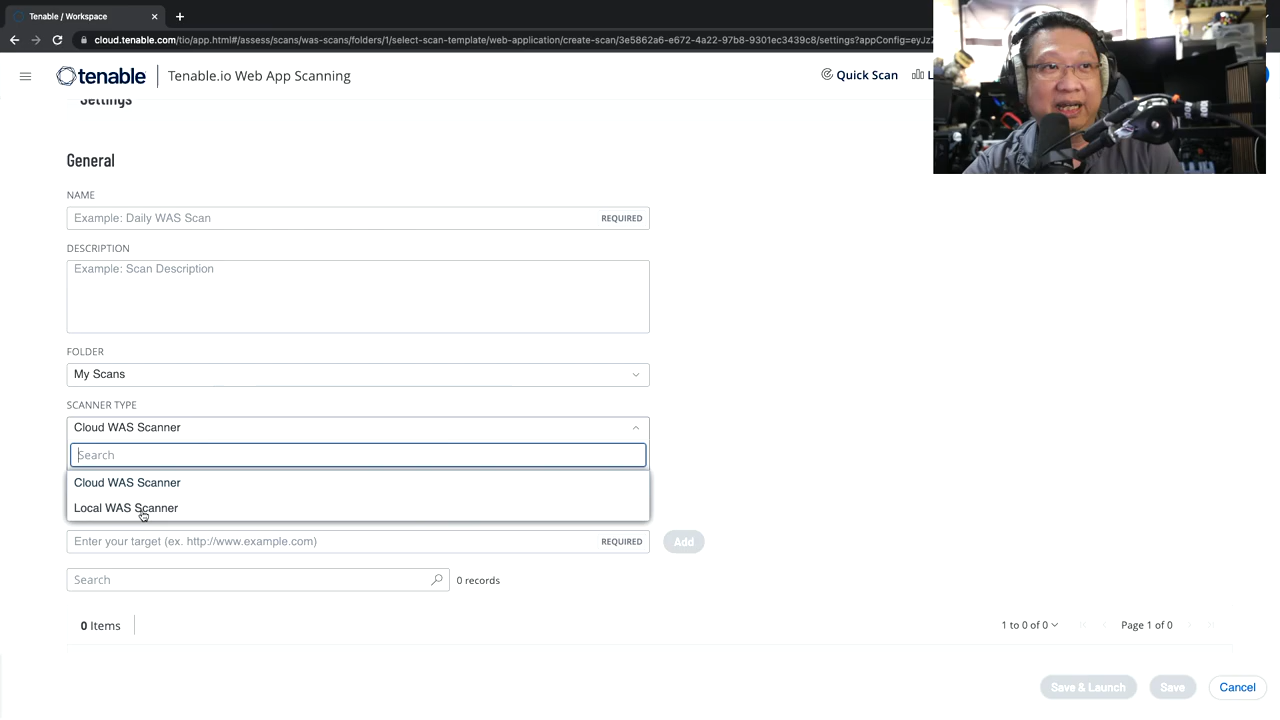 Tenable / Workspace
cloud.tenable.com/tio/app.html#/assess/scans/was-scans/folders/1/select-scan-template/web-application/create-scan/3e5862a6-e672-4a22-97b8-9301ec3439c8/settings?appConfig=eyJz
tenable
Tenable.io Web App Scanning
Quick Scan
Settings
General
NAME
Example: Daily WAS Scan
REQUIRED
DESCRIPTION
Example: Scan Description
FOLDER
My Scans
SCANNER TYPE
Cloud WAS Scanner
Search
Cloud WAS Scanner
Local WAS Scanner
Enter your target (ex. http://www.example.com)
REQUIRED
Add
Search
0 records
0 Items
1 to 0 of 0
Page 1 of 0
Save & Launch
Save
Cancel